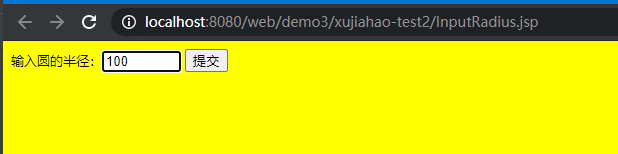 localhost:8080/web/demo3/xujiahao-test2/InputRadius.jsp
输入圆的半径: 100 提交